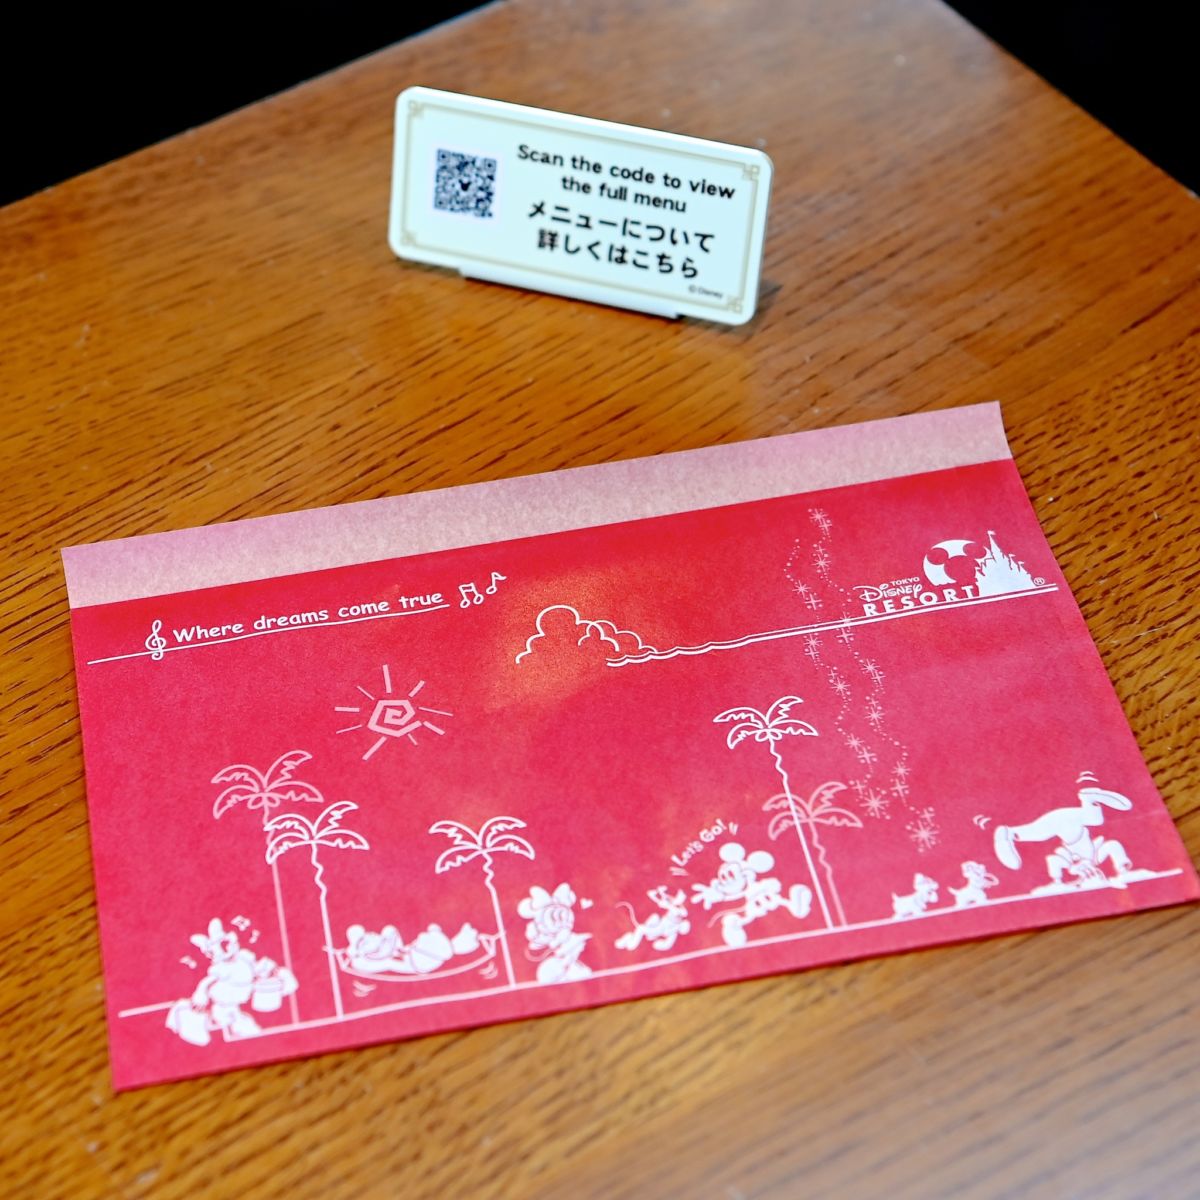 Scan the code to view
the full menu
メニューについて
詳しくはこちら
© Disney
Where dreams come true
TOKYO
DISNEY
RESORT
®
Let's Go!